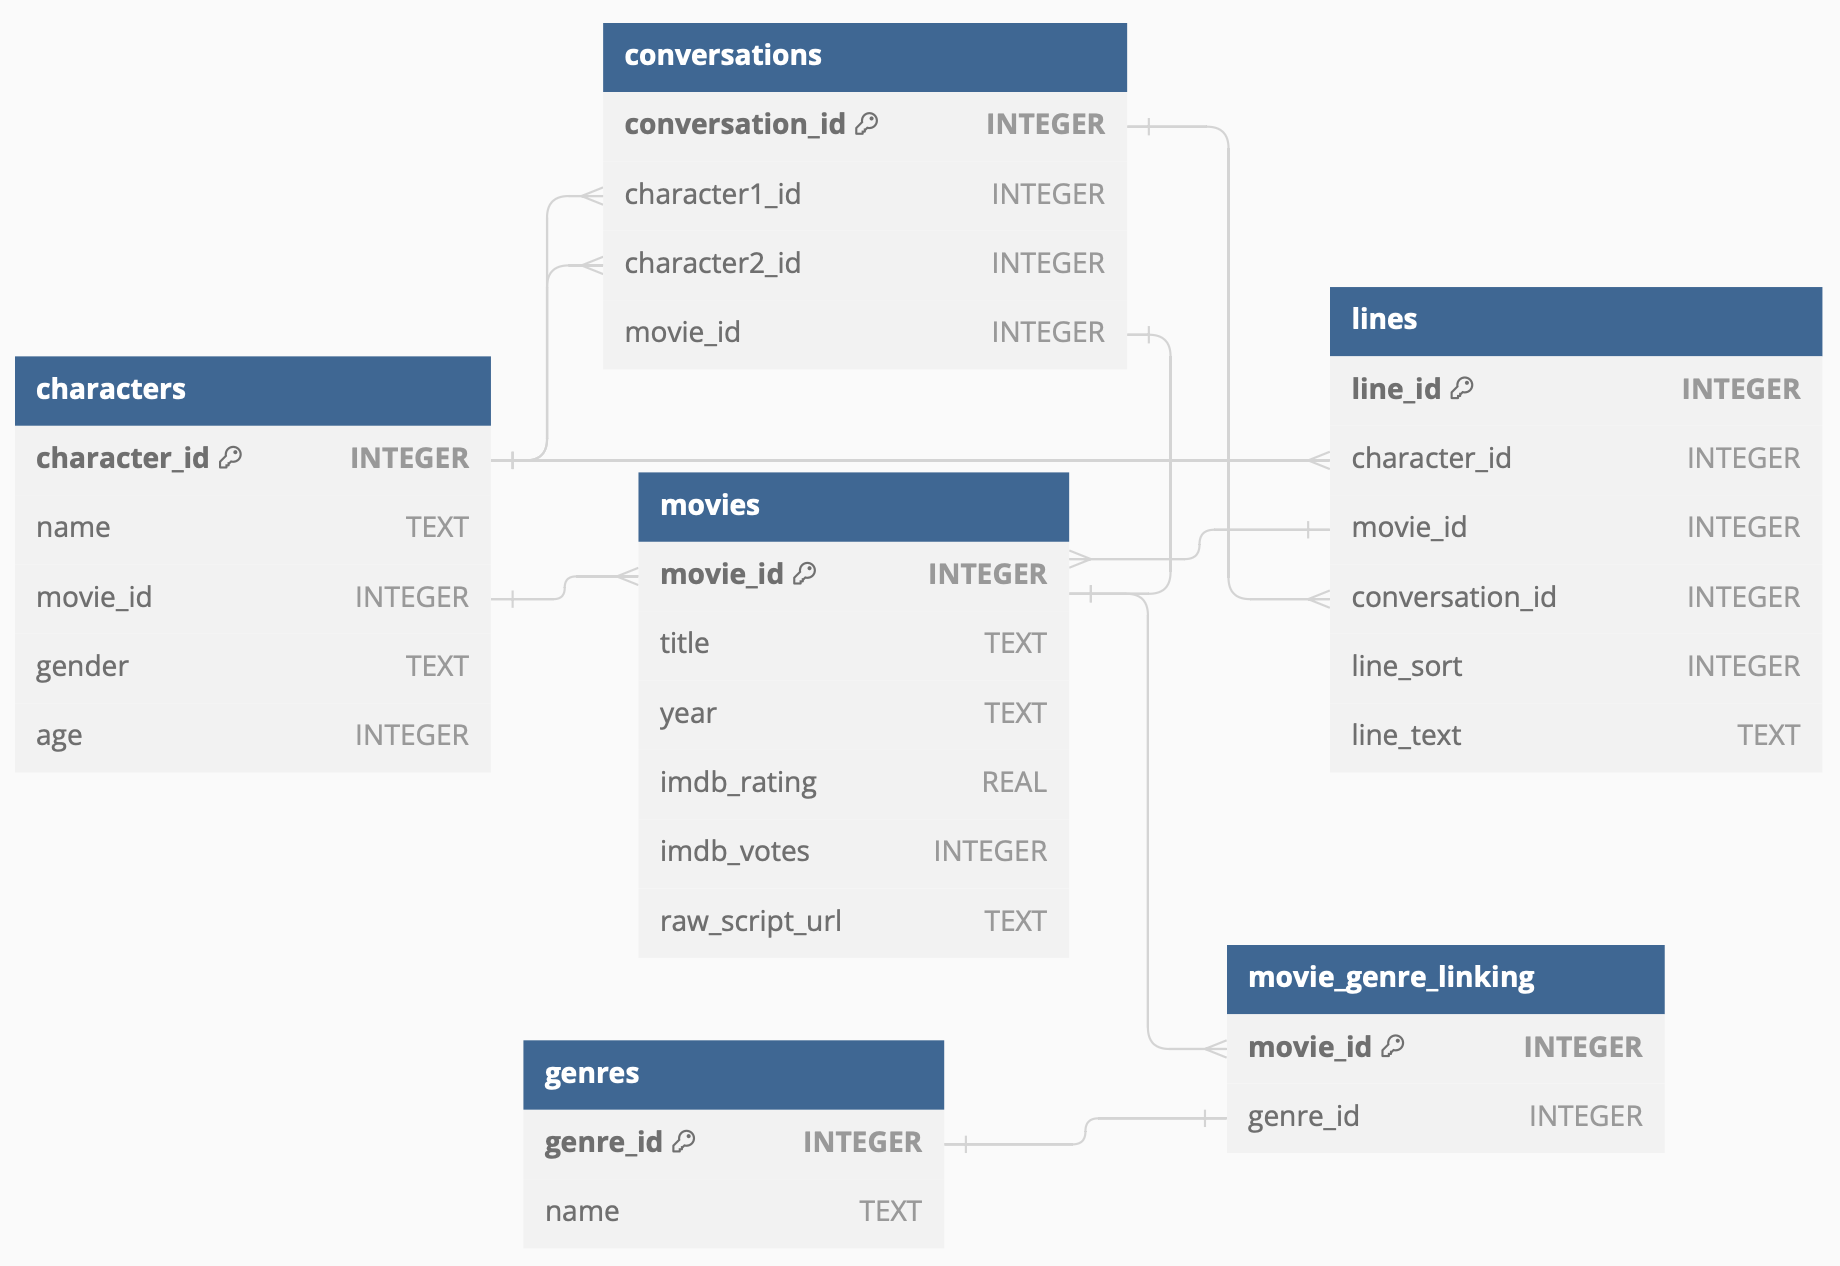 conversations
conversation_id INTEGER
character1_id INTEGER
character2_id INTEGER
movie_id INTEGER
characters
character_id INTEGER
name TEXT
movie_id INTEGER
gender TEXT
age INTEGER
movies
movie_id INTEGER
title TEXT
year TEXT
imdb_rating REAL
imdb_votes INTEGER
raw_script_url TEXT
lines
line_id INTEGER
character_id INTEGER
movie_id INTEGER
conversation_id INTEGER
line_sort INTEGER
line_text TEXT
genres
genre_id INTEGER
name TEXT
movie_genre_linking
movie_id INTEGER
genre_id INTEGER